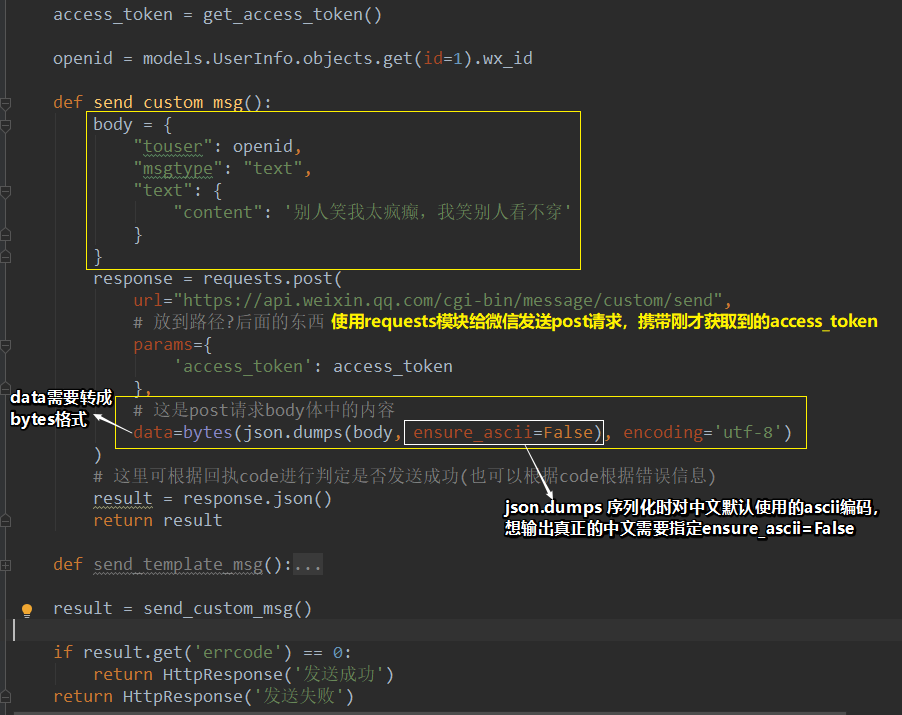 access_token = get_access_token()
openid = models.UserInfo.objects.get(id=1).wx_id
def send_custom_msg():
body = {
"touser": openid,
"msgtype": "text",
"text": {
"content": '别人笑我太疯癫，我笑别人看不穿'
}
}
response = requests.post(
url="https://api.weixin.qq.com/cgi-bin/message/custom/send",
# 放到路径?后面的东西 使用requests模块给微信发送post请求，携带刚才获取到的access_token
params={
'access_token': access_token
},
data需要转成
bytes格式
# 这是post请求body体中的内容
data=bytes(json.dumps(body, ensure_ascii=False), encoding='utf-8')
)
# 这里可根据回执code进行判定是否发送成功(也可以根据code根据错误信息)
result = response.json()
return result
json.dumps 序列化时对中文默认使用的ascii编码，
想输出真正的中文需要指定ensure_ascii=False
def send_template_msg():...
result = send_custom_msg()
if result.get('errcode') == 0:
return HttpResponse('发送成功')
return HttpResponse('发送失败')